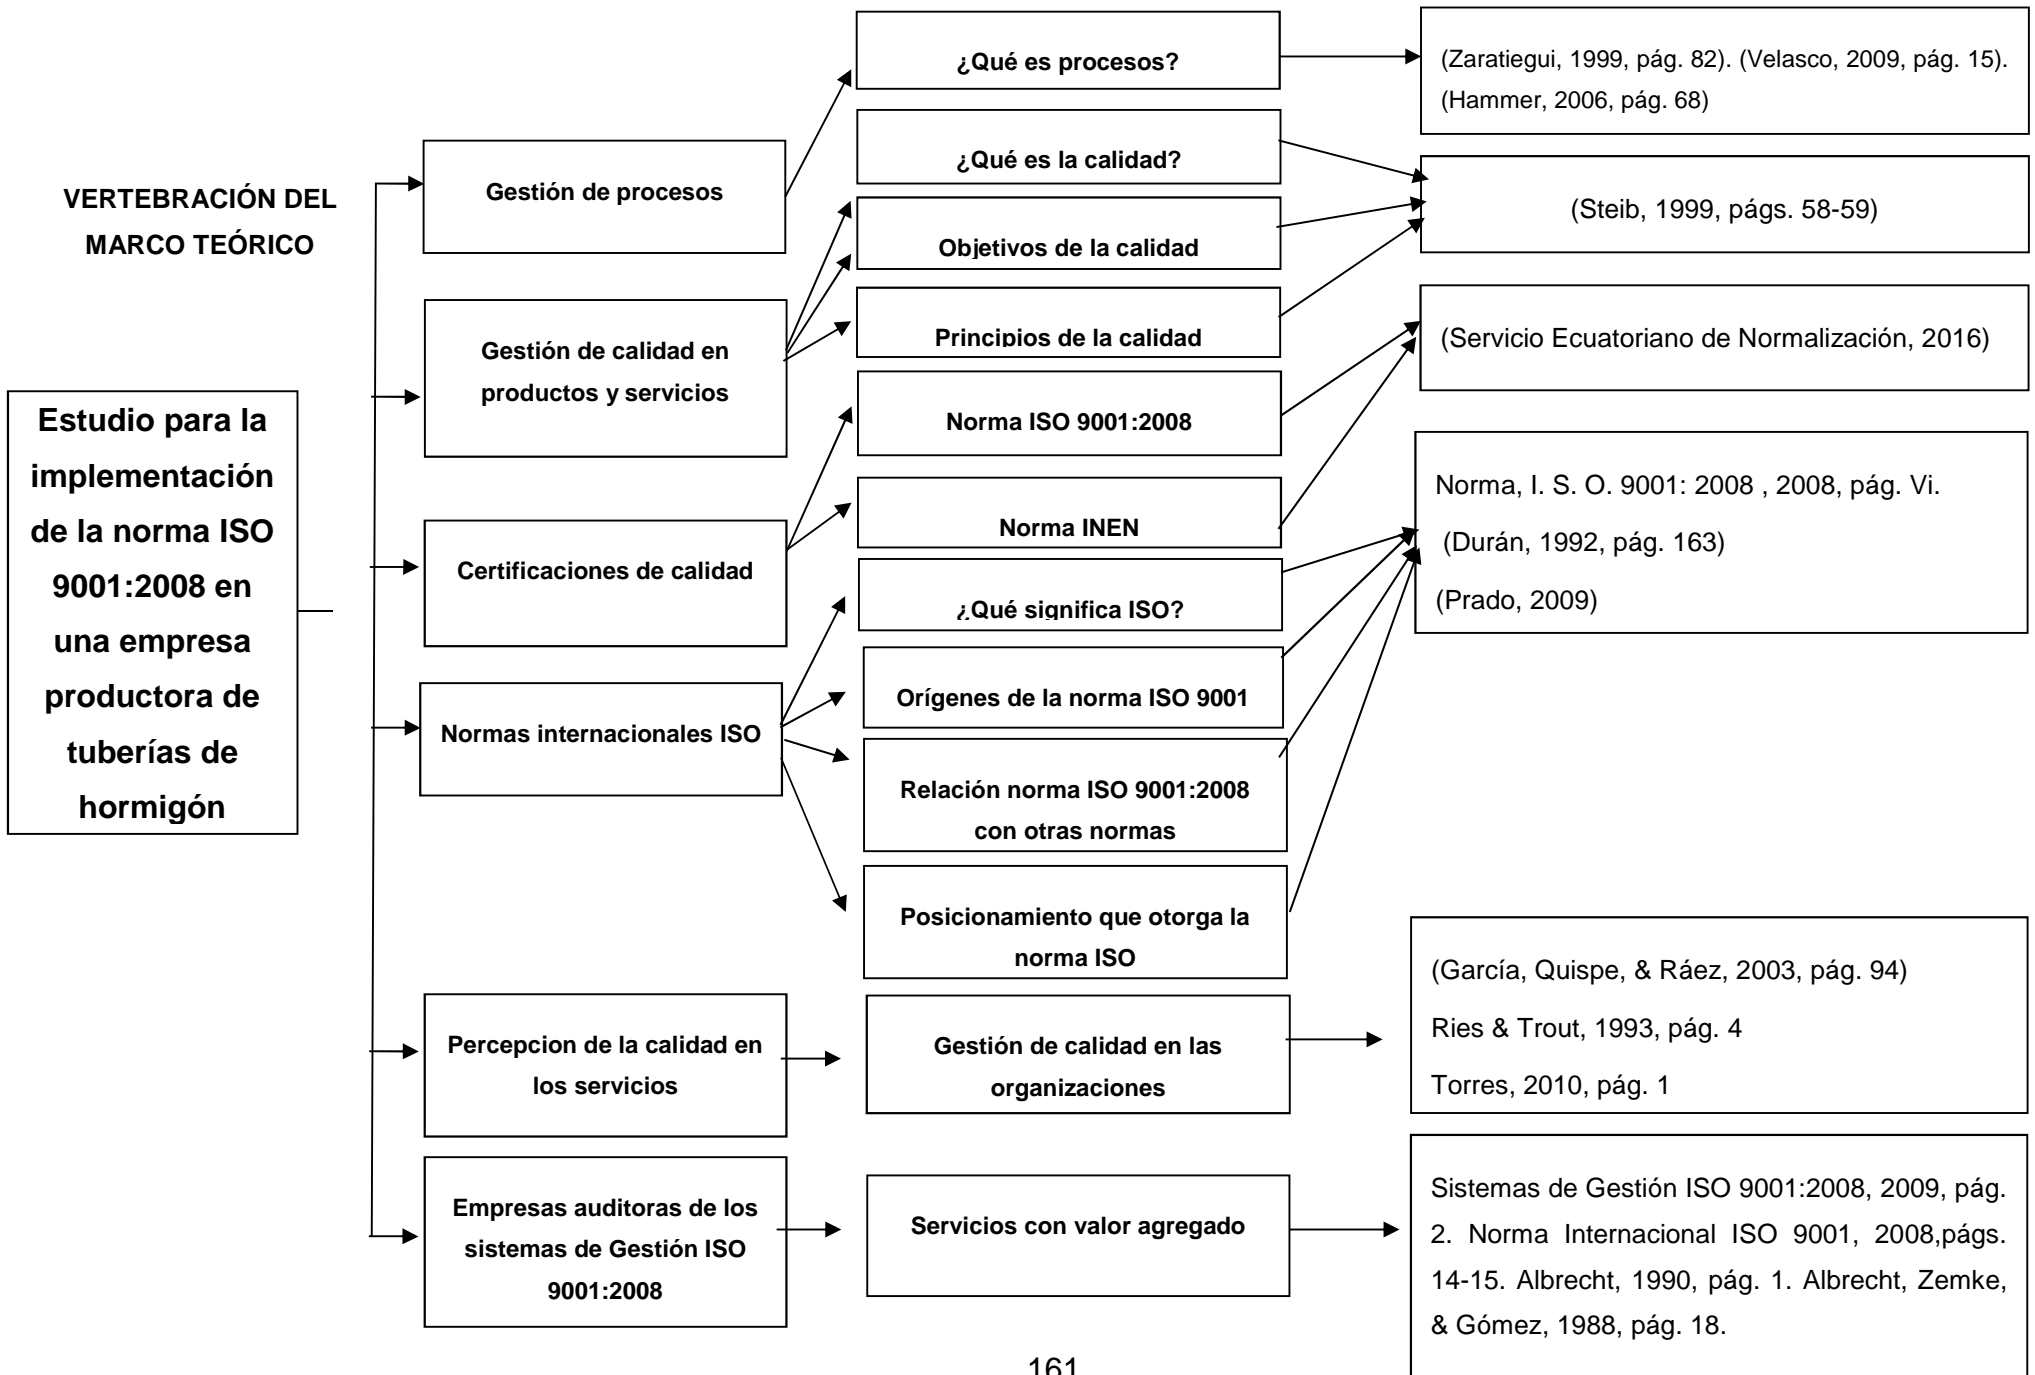 VERTEBRACIÓN DEL
MARCO TEÓRICO
Estudio para la
implementación
de la norma ISO
9001:2008 en
una empresa
productora de
tuberías de
hormigón
Gestión de procesos
Gestión de calidad en
productos y servicios
Certificaciones de calidad
Normas internacionales ISO
Percepcion de la calidad en
los servicios
Empresas auditoras de los
sistemas de Gestión ISO
9001:2008
¿Qué es procesos?
¿Qué es la calidad?
Objetivos de la calidad
Principios de la calidad
Norma ISO 9001:2008
Norma INEN
¿Qué significa ISO?
Orígenes de la norma ISO 9001
Relación norma ISO 9001:2008
con otras normas
Posicionamiento que otorga la
norma ISO
Gestión de calidad en las
organizaciones
Servicios con valor agregado
(Zaratiegui, 1999, pág. 82). (Velasco, 2009, pág. 15).
(Hammer, 2006, pág. 68)
(Steib, 1999, págs. 58-59)
(Servicio Ecuatoriano de Normalización, 2016)
Norma, I. S. O. 9001: 2008 , 2008, pág. Vi.
(Durán, 1992, pág. 163)
(Prado, 2009)
(García, Quispe, & Ráez, 2003, pág. 94)
Ries & Trout, 1993, pág. 4
Torres, 2010, pág. 1
Sistemas de Gestión ISO 9001:2008, 2009, pág.
2. Norma Internacional ISO 9001, 2008,págs.
14-15. Albrecht, 1990, pág. 1. Albrecht, Zemke,
& Gómez, 1988, pág. 18.
161